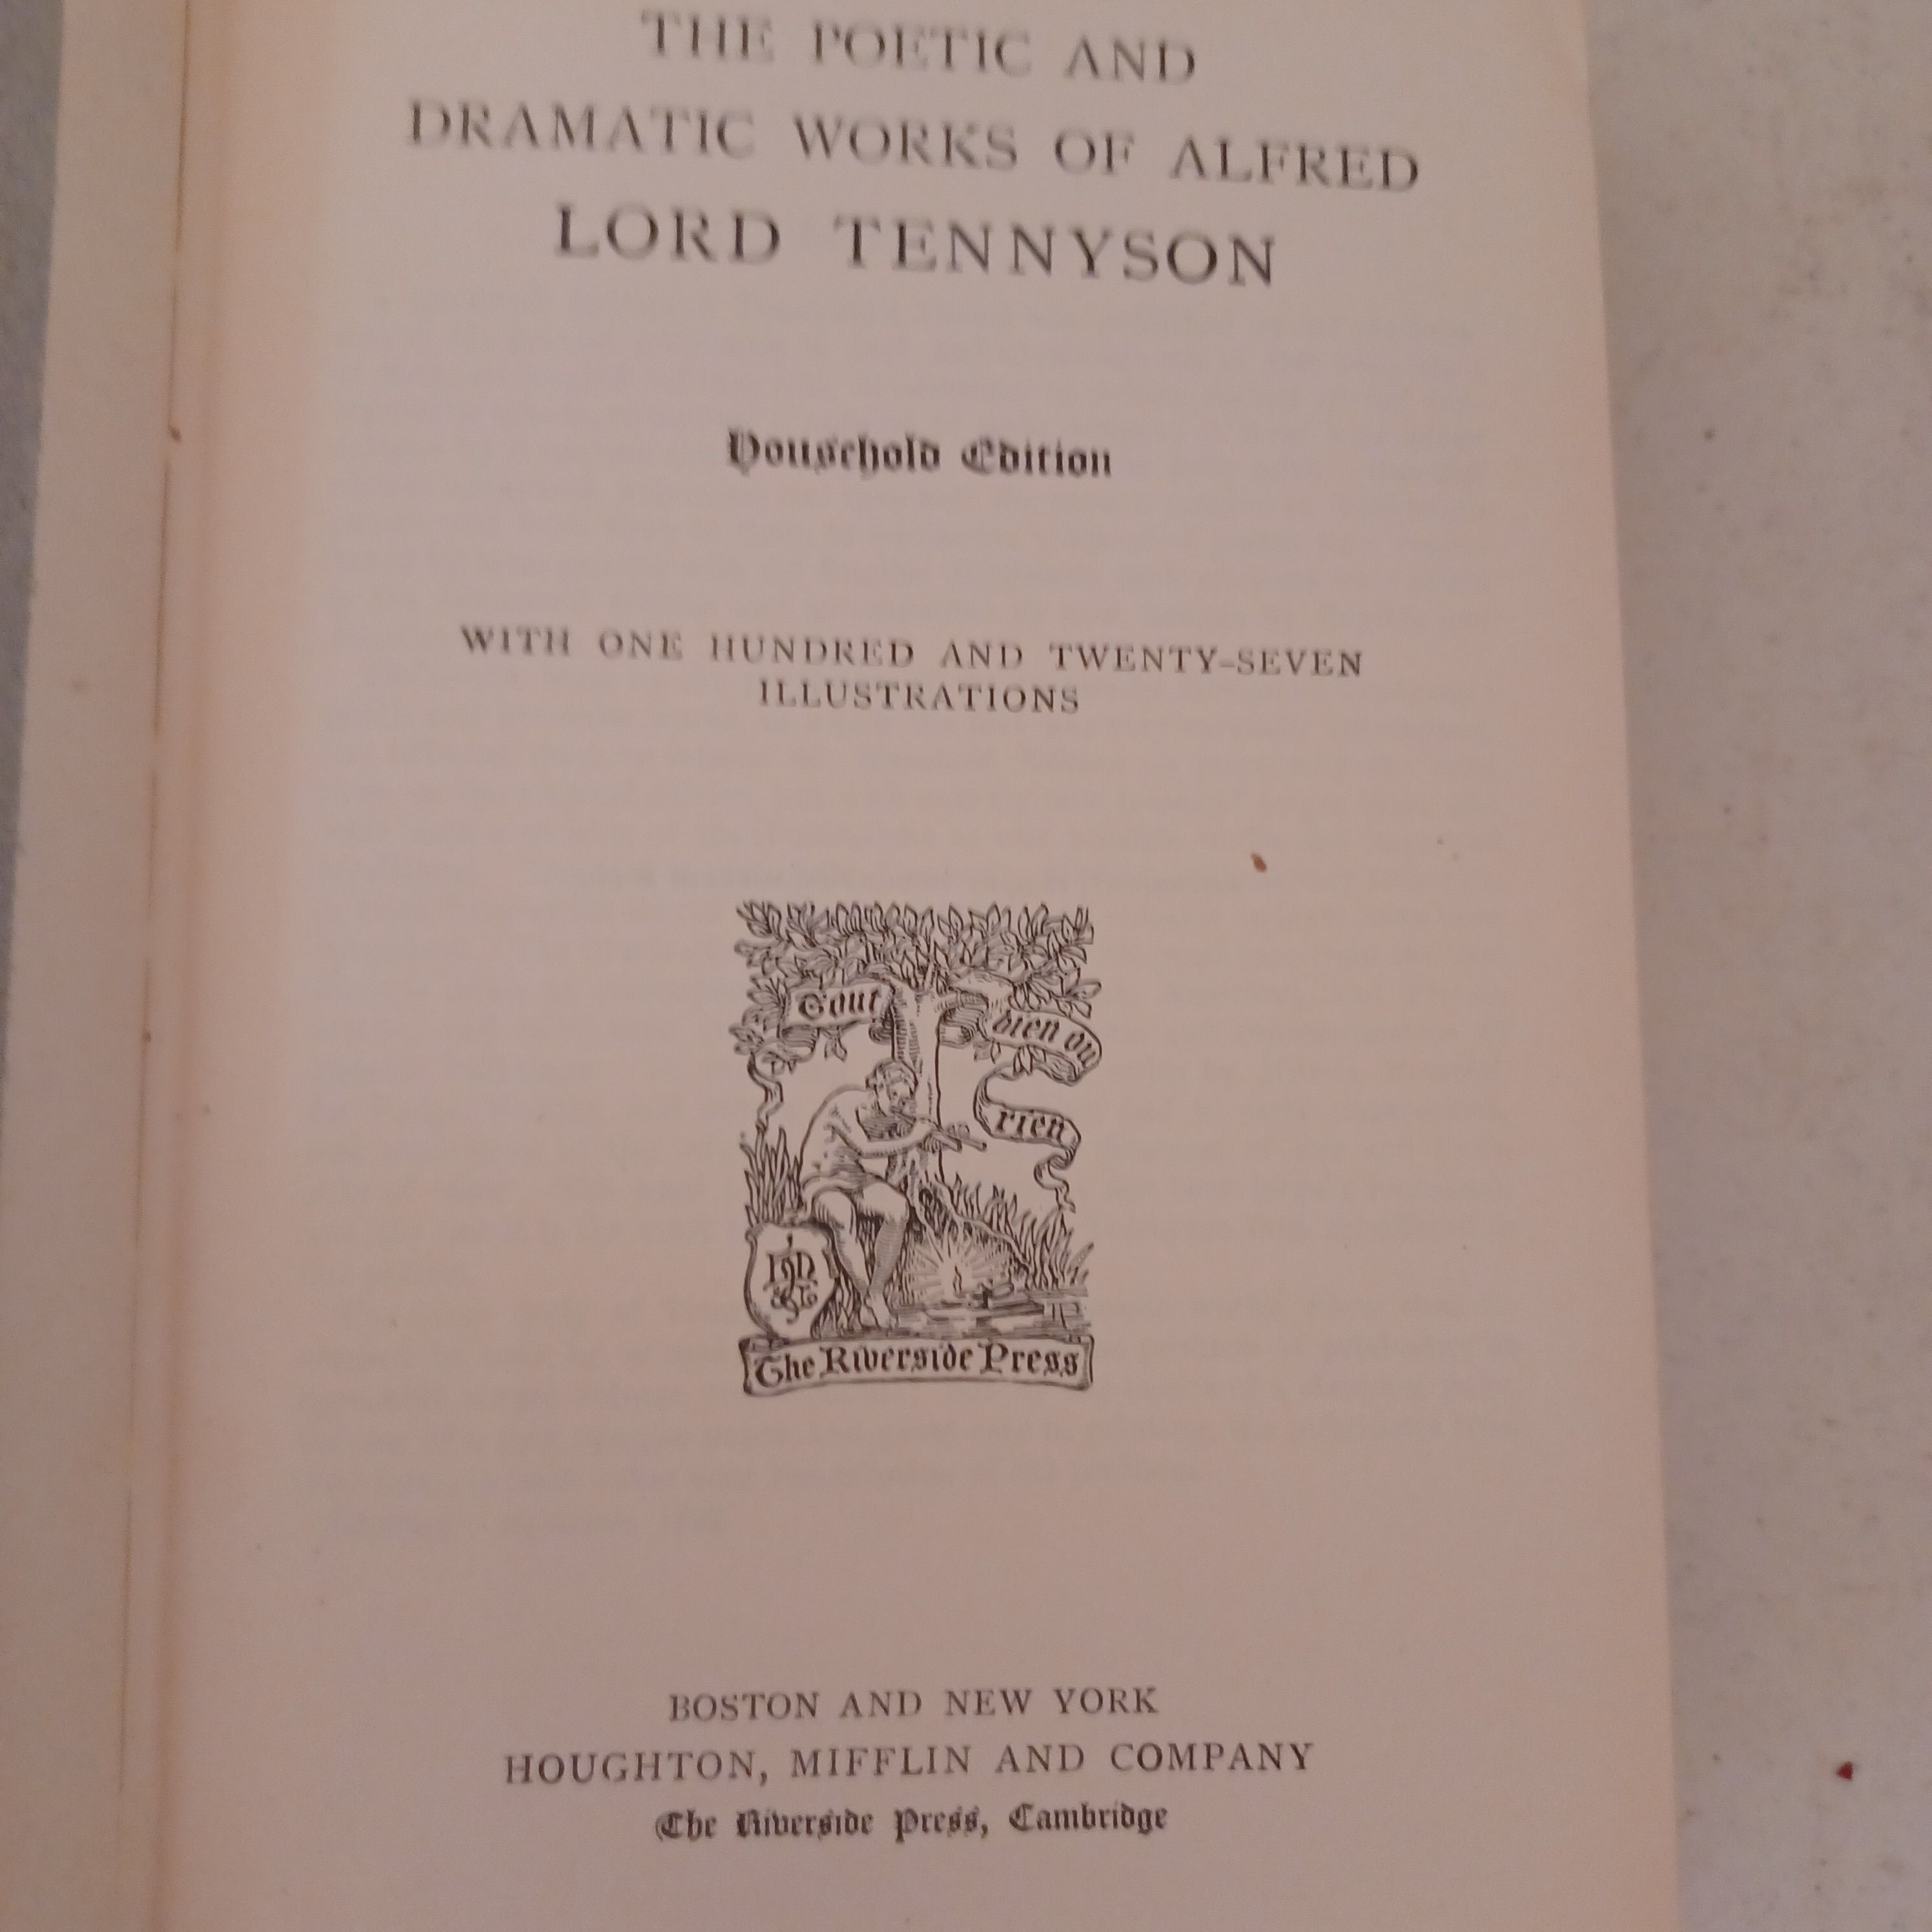 THE POETIC AND
DRAMATIC WORKS OF ALFRED
LORD TENNYSON
Household Edition
WITH ONE HUNDRED AND TWENTY-SEVEN
ILLUSTRATIONS
Tout
bien ou
rien
The Riverside Press
BOSTON AND NEW YORK
HOUGHTON, MIFFLIN AND COMPANY
The Riverside Press, Cambridge